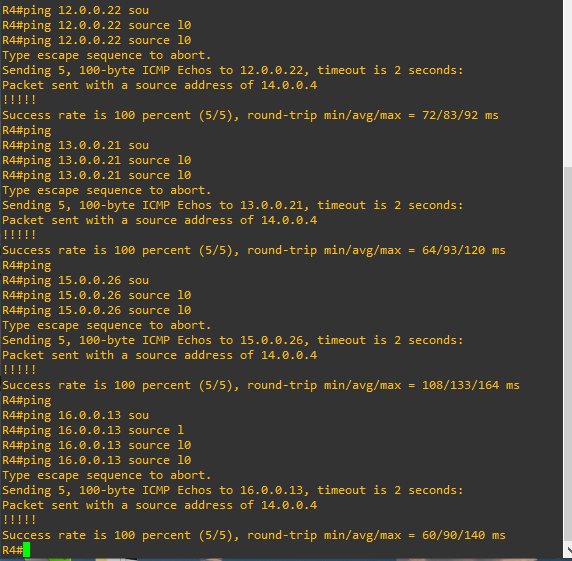 R4#ping 12.0.0.22 sou
R4#ping 12.0.0.22 source l0
R4#ping 12.0.0.22 source l0
Type escape sequence to abort.
Sending 5, 100-byte ICMP Echos to 12.0.0.22, timeout is 2 seconds:
Packet sent with a source address of 14.0.0.4
!!!!!
Success rate is 100 percent (5/5), round-trip min/avg/max = 72/83/92 ms
R4#ping
R4#ping 13.0.0.21 sou
R4#ping 13.0.0.21 source l0
R4#ping 13.0.0.21 source l0
Type escape sequence to abort.
Sending 5, 100-byte ICMP Echos to 13.0.0.21, timeout is 2 seconds:
Packet sent with a source address of 14.0.0.4
!!!!!
Success rate is 100 percent (5/5), round-trip min/avg/max = 64/93/120 ms
R4#ping
R4#ping 15.0.0.26 sou
R4#ping 15.0.0.26 source l0
R4#ping 15.0.0.26 source l0
Type escape sequence to abort.
Sending 5, 100-byte ICMP Echos to 15.0.0.26, timeout is 2 seconds:
Packet sent with a source address of 14.0.0.4
!!!!!
Success rate is 100 percent (5/5), round-trip min/avg/max = 108/133/164 ms
R4#ping
R4#ping 16.0.0.13 sou
R4#ping 16.0.0.13 source l
R4#ping 16.0.0.13 source l0
R4#ping 16.0.0.13 source l0
Type escape sequence to abort.
Sending 5, 100-byte ICMP Echos to 16.0.0.13, timeout is 2 seconds:
Packet sent with a source address of 14.0.0.4
!!!!!
Success rate is 100 percent (5/5), round-trip min/avg/max = 60/90/140 ms
R4#